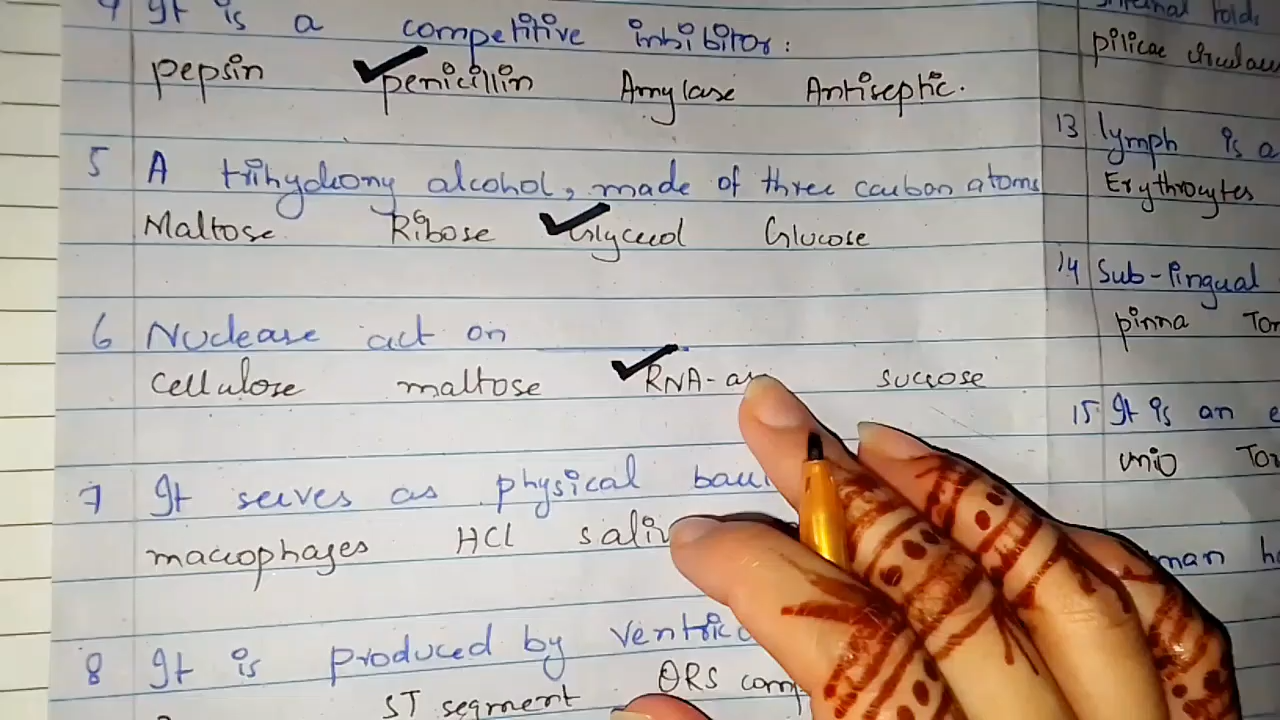 4 It is a competitive inhibitor:
pepsin penicillin Amylase Antiseptic.
5 A trihydroxy alcohol, made of three carbon atoms
Maltose Ribose Glycerol Glucose
6 Nuclease act on
cellulose maltose RNA- sucrose
7 It serves as physical
macrophages HCl
8 It is produced by
ST segment QRS
pilicae
13 lymph is a
Erythrocytes
14 Sub-lingual
pinna
15 It is an
unio